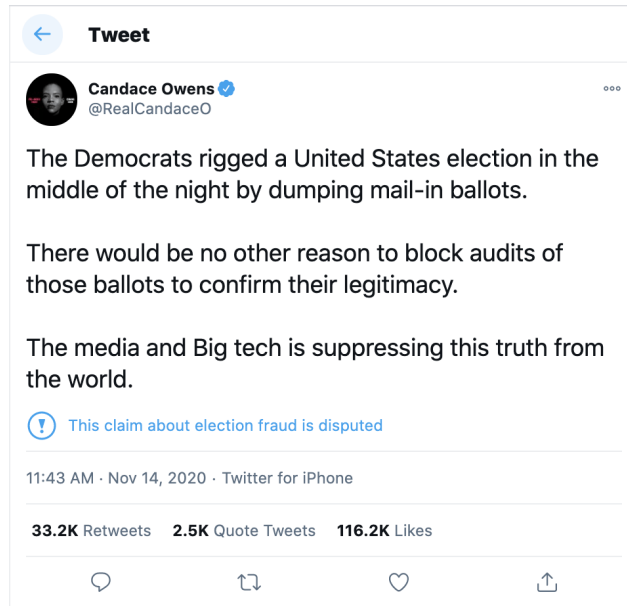 Tweet
Candace Owens
@RealCandaceO
The Democrats rigged a United States election in the
middle of the night by dumping mail-in ballots.
There would be no other reason to block audits of
those ballots to confirm their legitimacy.
The media and Big tech is suppressing this truth from
the world.
This claim about election fraud is disputed
11:43 AM · Nov 14, 2020 · Twitter for iPhone
33.2K Retweets 2.5K Quote Tweets 116.2K Likes